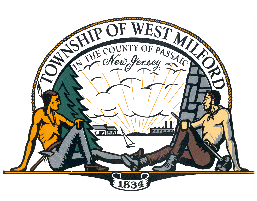 TOWNSHIP OF WEST MILFORD
IN THE COUNTY OF PASSAIC
New Jersey
1834